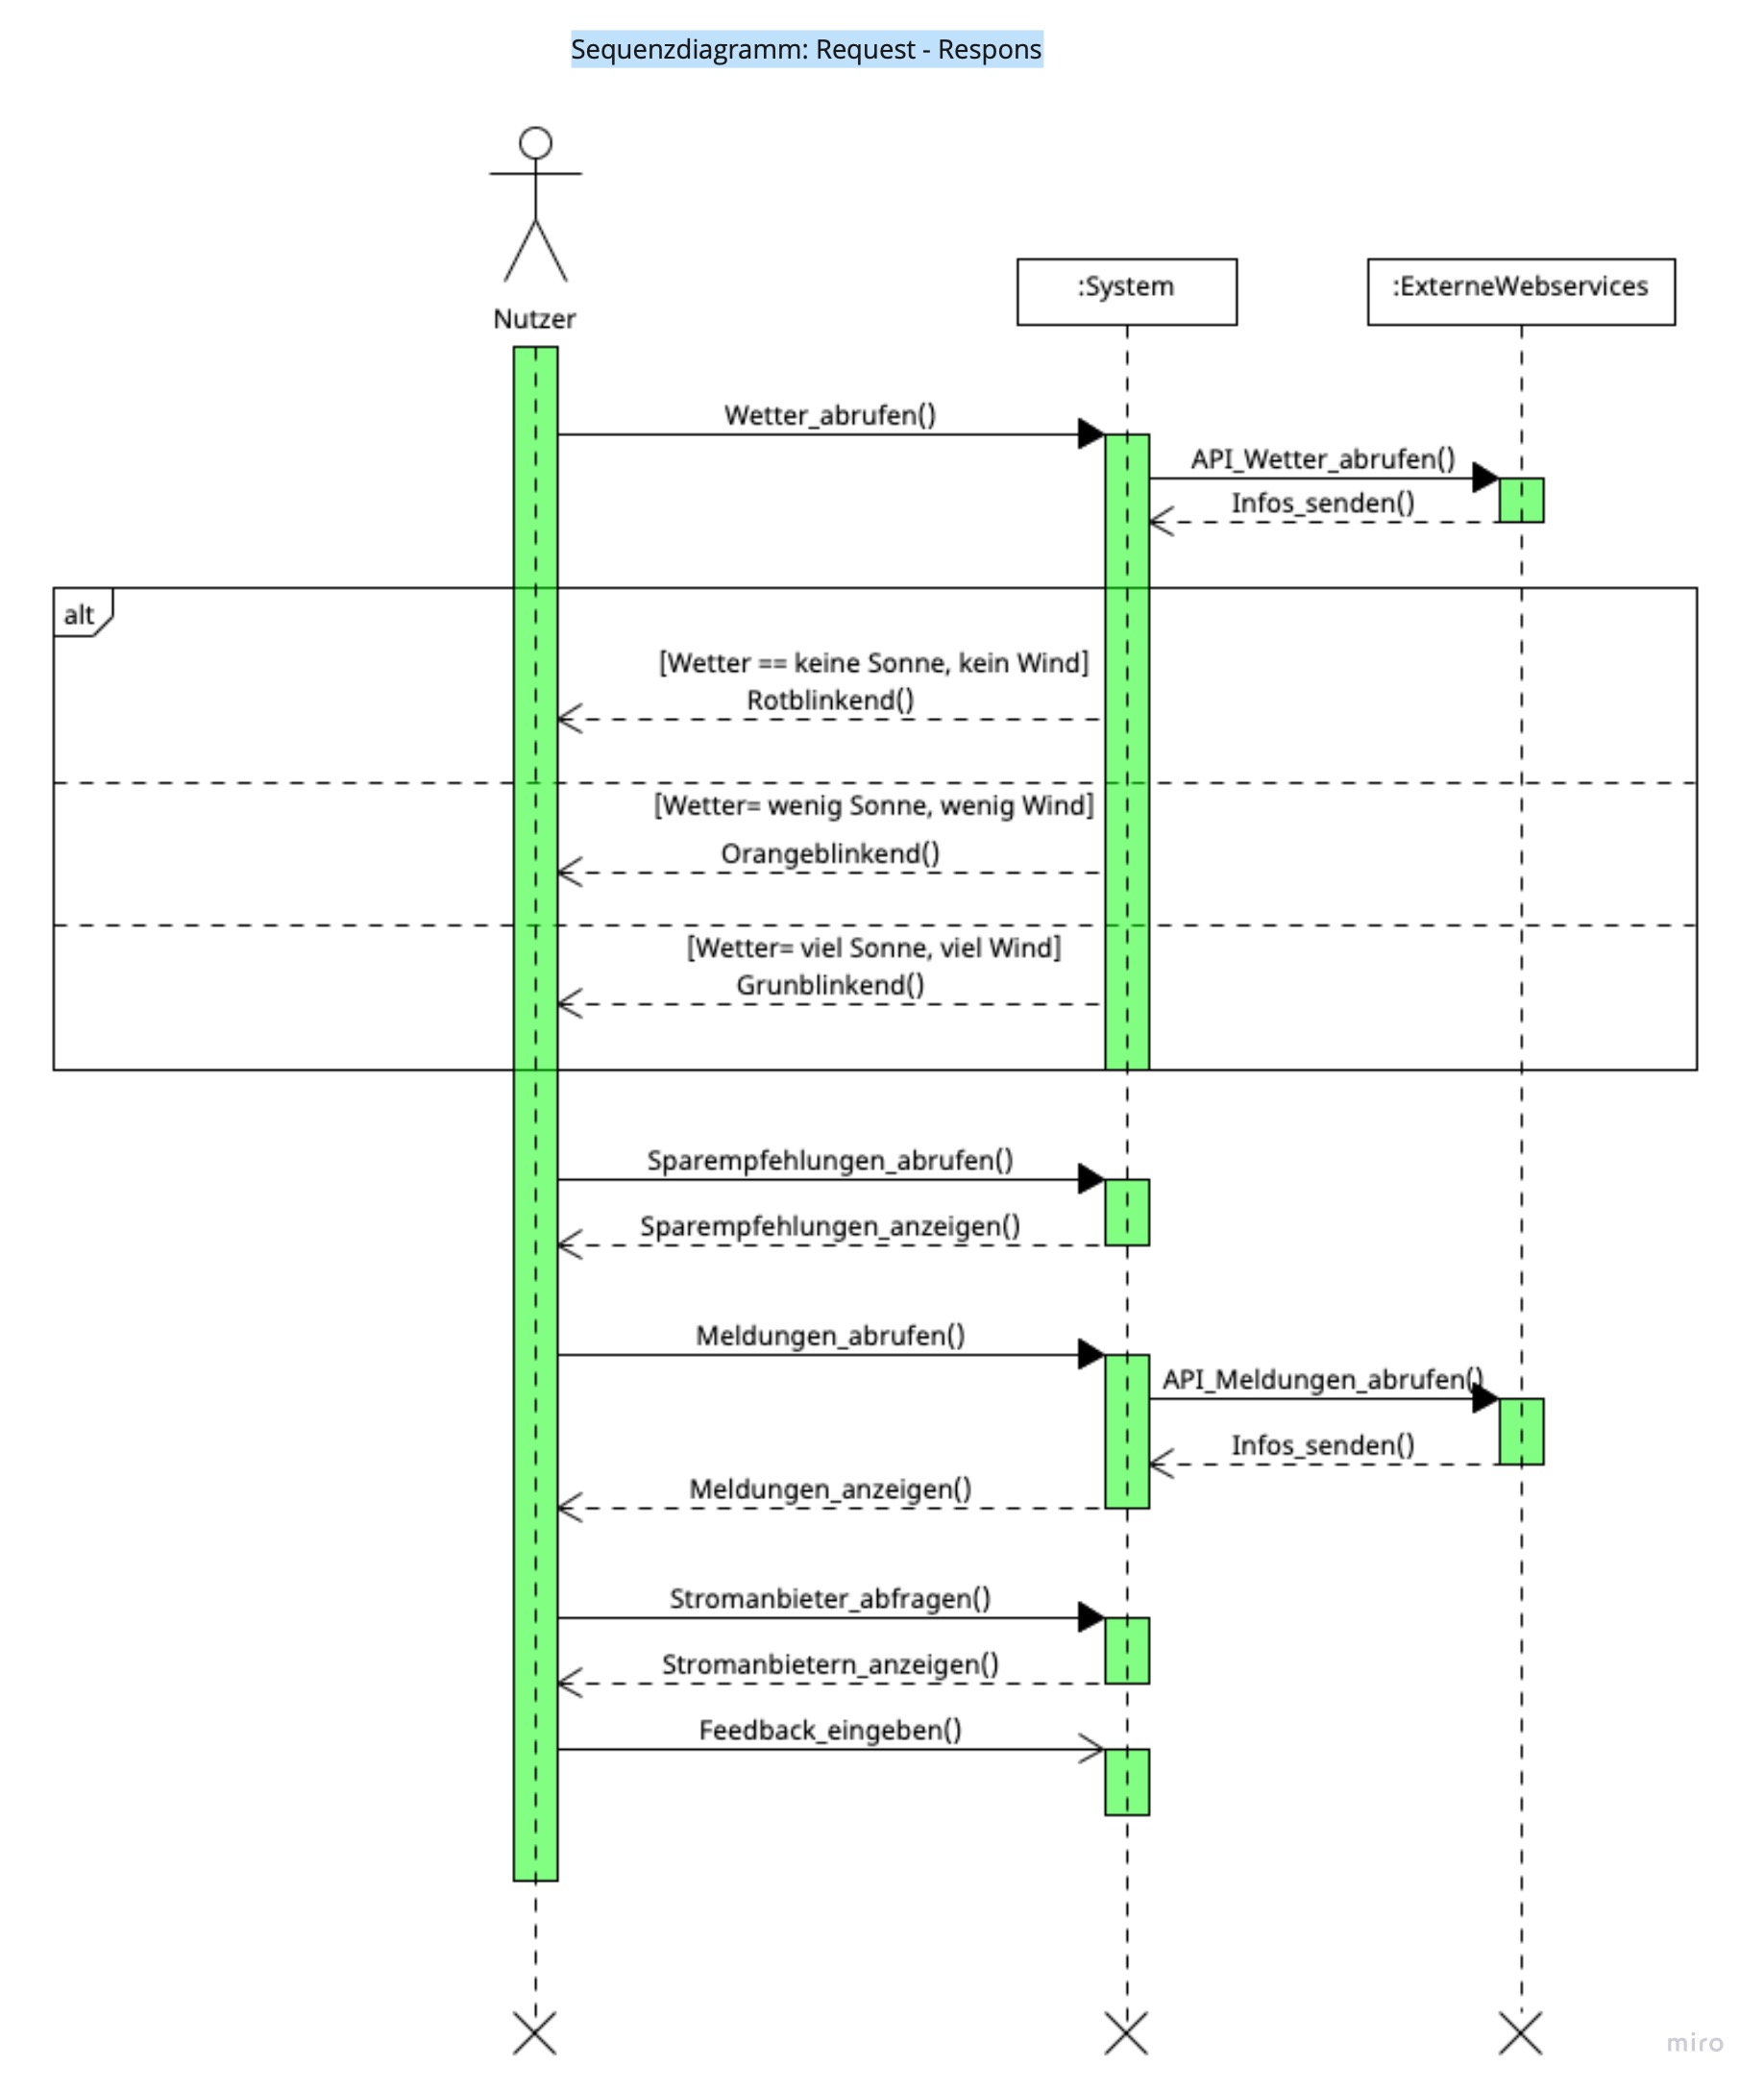 Sequenzdiagramm: Request - Respons
Nutzer
:System
:ExterneWebservices
Wetter_abrufen()
API_Wetter_abrufen()
Infos_senden()
alt
[Wetter == keine Sonne, kein Wind]
Rotblinkend()
[Wetter= wenig Sonne, wenig Wind]
Orangeblinkend()
[Wetter= viel Sonne, viel Wind]
Grunblinkend()
Sparempfehlungen_abrufen()
Sparempfehlungen_anzeigen()
Meldungen_abrufen()
API_Meldungen_abrufen()
Infos_senden()
Meldungen_anzeigen()
Stromanbieter_abfragen()
Stromanbietern_anzeigen()
Feedback_eingeben()
miro